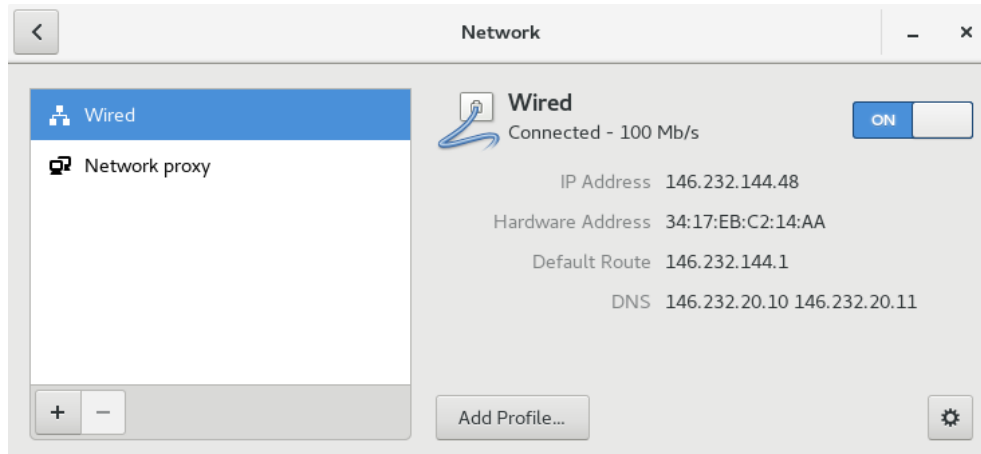 Network
Wired
Network proxy
Wired
Connected - 100 Mb/s
ON
IP Address 146.232.144.48
Hardware Address 34:17:EB:C2:14:AA
Default Route 146.232.144.1
DNS 146.232.20.10 146.232.20.11
Add Profile...